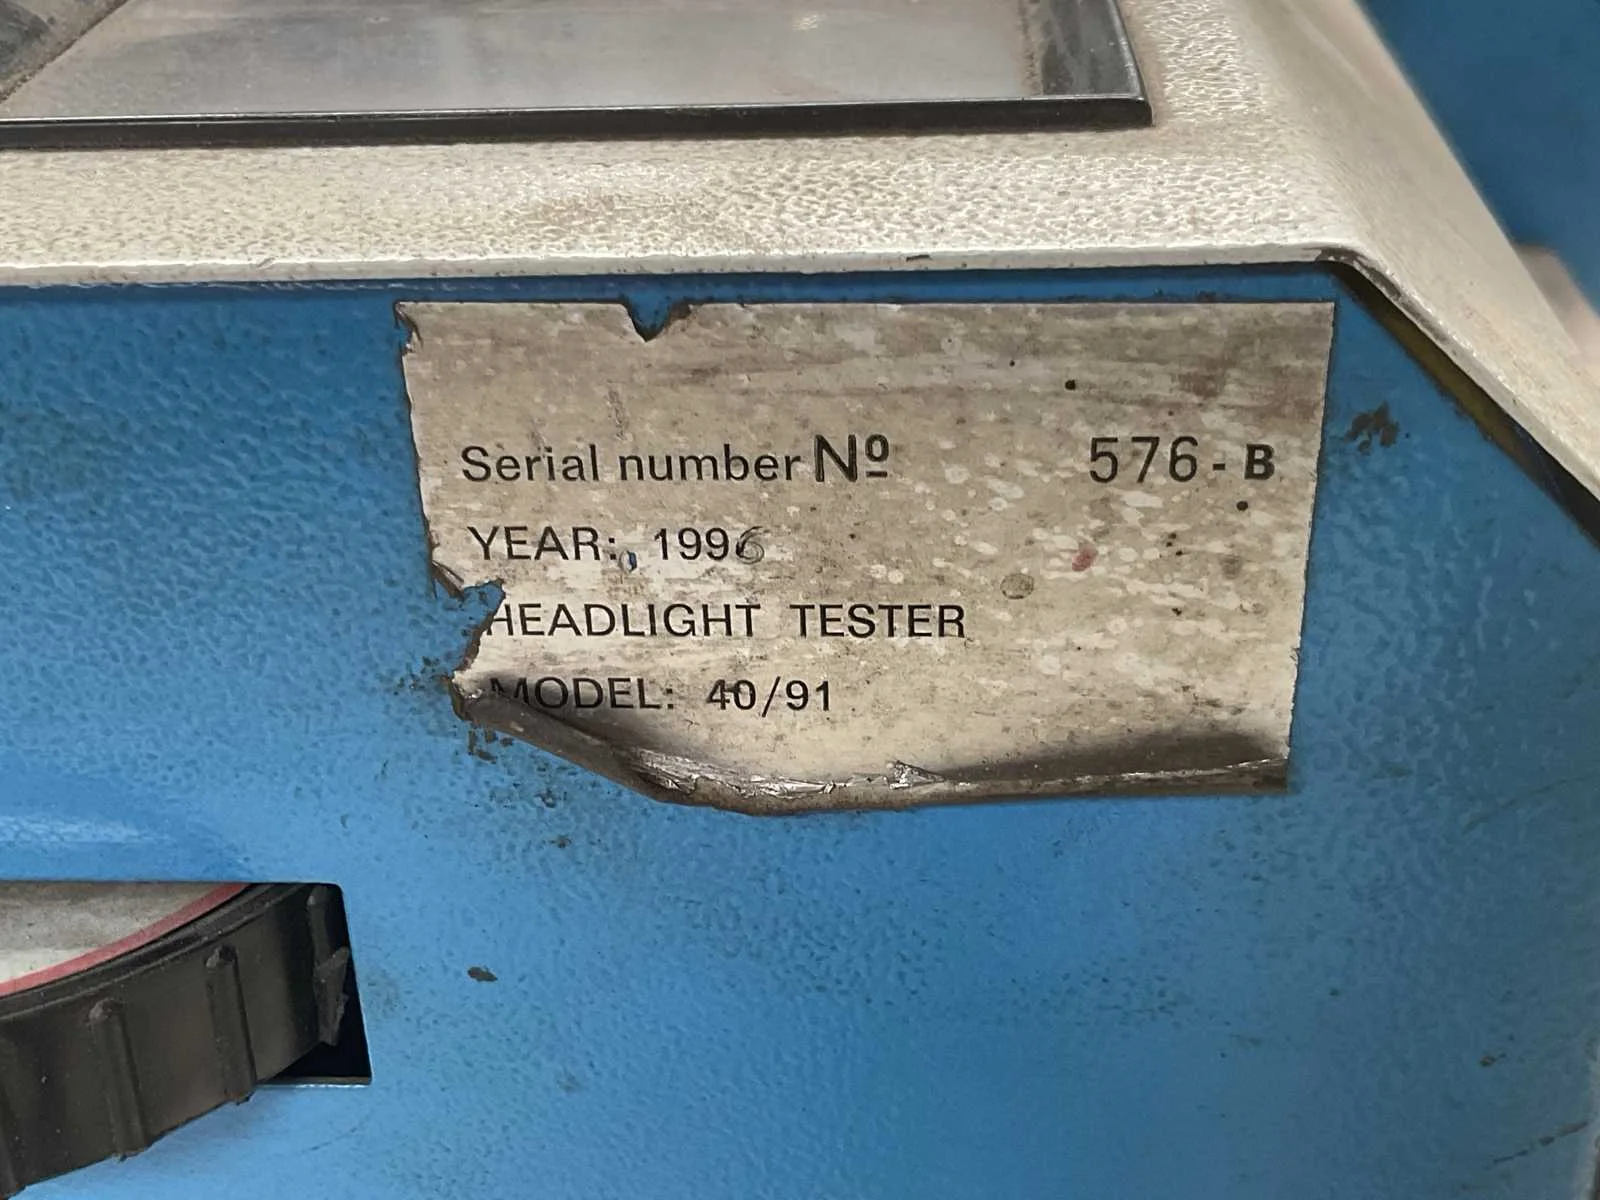 Serial number Nº 576-B
YEAR: 1996
HEADLIGHT TESTER
MODEL: 40/91